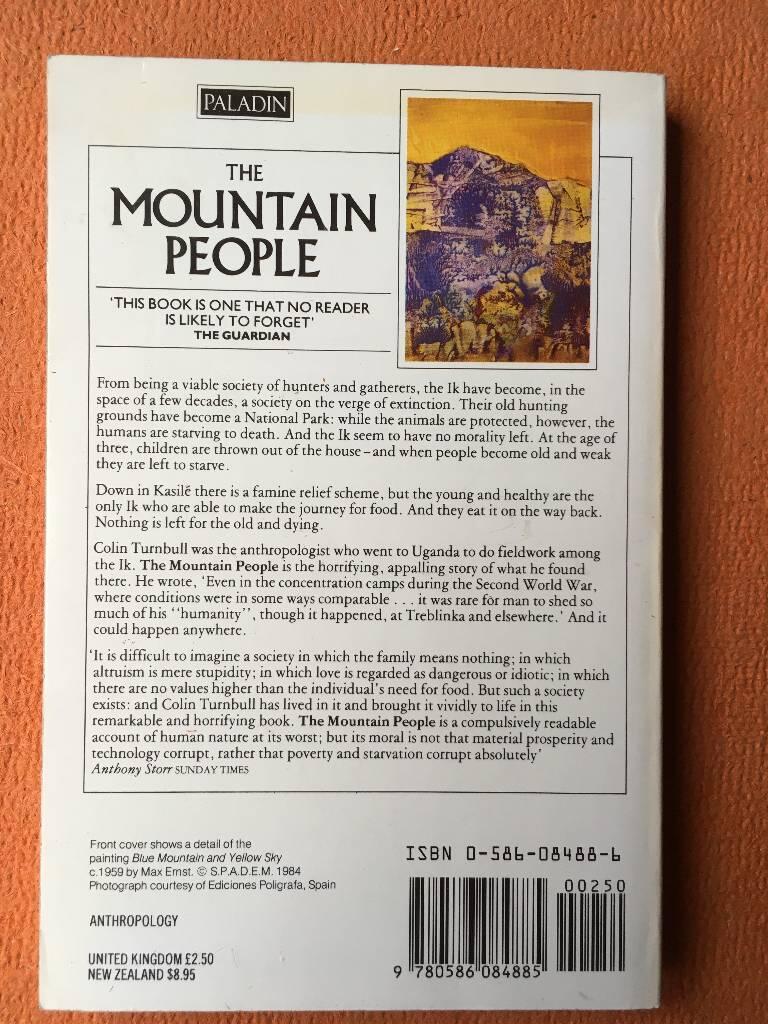 PALADIN
THE
MOUNTAIN
PEOPLE
'THIS BOOK IS ONE THAT NO READER
IS LIKELY TO FORGET'
THE GUARDIAN
From being a viable society of hunters and gatherers, the Ik have become, in the
space of a few decades, a society on the verge of extinction. Their old hunting
grounds have become a National Park: while the animals are protected, however, the
humans are starving to death. And the Ik seem to have no morality left. At the age of
three, children are thrown out of the house – and when people become old and weak
they are left to starve.
Down in Kasilé there is a famine relief scheme, but the young and healthy are the
only Ik who are able to make the journey for food. And they eat it on the way back.
Nothing is left for the old and dying.
Colin Turnbull was the anthropologist who went to Uganda to do fieldwork among
the Ik. The Mountain People is the horrifying, appalling story of what he found
there. He wrote, 'Even in the concentration camps during the Second World War,
where conditions were in some ways comparable . . . it was rare for man to shed so
much of his "humanity", though it happened, at Treblinka and elsewhere.' And it
could happen anywhere.
'It is difficult to imagine a society in which the family means nothing; in which
altruism is mere stupidity; in which love is regarded as dangerous or idiotic; in which
there are no values higher than the individual's need for food. But such a society
exists: and Colin Turnbull has lived in it and brought it vividly to life in this
remarkable and horrifying book. The Mountain People is a compulsively readable
account of human nature at its worst; but its moral is not that material prosperity and
technology corrupt, rather that poverty and starvation corrupt absolutely'
Anthony Storr SUNDAY TIMES
Front cover shows a detail of the
painting Blue Mountain and Yellow Sky
c.1959 by Max Ernst. © S.P.A.D.E.M. 1984
Photograph courtesy of Ediciones Poligrafa, Spain
ANTHROPOLOGY
UNITED KINGDOM £2.50
NEW ZEALAND $8.95
ISBN 0-586-08488-6
00250
9 780586 084885